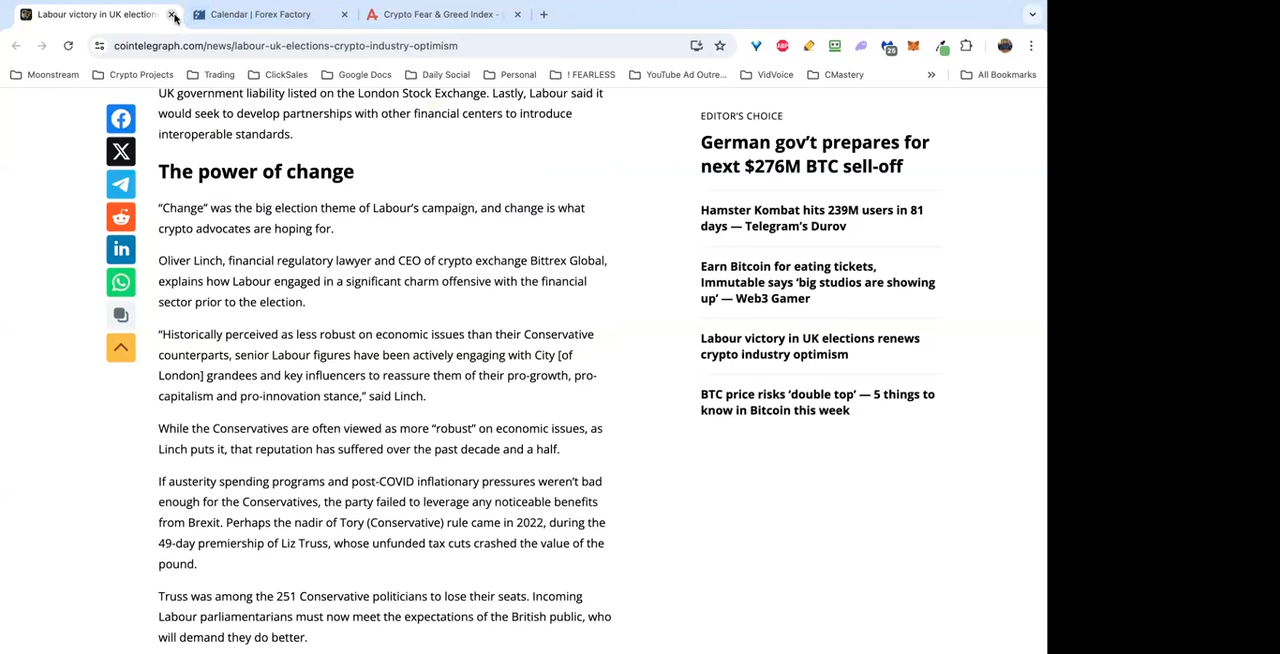 Labour victory in UK election
Calendar | Forex Factory
Crypto Fear & Greed Index -
cointelegraph.com/news/labour-uk-elections-crypto-industry-optimism
ABP
26
Moonstream
Crypto Projects
Trading
ClickSales
Google Docs
Daily Social
Personal
! FEARLESS
YouTube Ad Outre...
VidVoice
CMastery
»
All Bookmarks
UK government liability listed on the London Stock Exchange. Lastly, Labour said it
would seek to develop partnerships with other financial centers to introduce
interoperable standards.
The power of change
“Change” was the big election theme of Labour’s campaign, and change is what
crypto advocates are hoping for.
Oliver Linch, financial regulatory lawyer and CEO of crypto exchange Bittrex Global,
explains how Labour engaged in a significant charm offensive with the financial
sector prior to the election.
“Historically perceived as less robust on economic issues than their Conservative
counterparts, senior Labour figures have been actively engaging with City [of
London] grandees and key influencers to reassure them of their pro-growth, pro-
capitalism and pro-innovation stance,” said Linch.
While the Conservatives are often viewed as more “robust” on economic issues, as
Linch puts it, that reputation has suffered over the past decade and a half.
If austerity spending programs and post-COVID inflationary pressures weren’t bad
enough for the Conservatives, the party failed to leverage any noticeable benefits
from Brexit. Perhaps the nadir of Tory (Conservative) rule came in 2022, during the
49-day premiership of Liz Truss, whose unfunded tax cuts crashed the value of the
pound.
Truss was among the 251 Conservative politicians to lose their seats. Incoming
Labour parliamentarians must now meet the expectations of the British public, who
will demand they do better.
EDITOR’S CHOICE
German gov’t prepares for
next $276M BTC sell-off
Hamster Kombat hits 239M users in 81
days — Telegram’s Durov
Earn Bitcoin for eating tickets,
Immutable says ‘big studios are showing
up’ — Web3 Gamer
Labour victory in UK elections renews
crypto industry optimism
BTC price risks ‘double top’ — 5 things to
know in Bitcoin this week